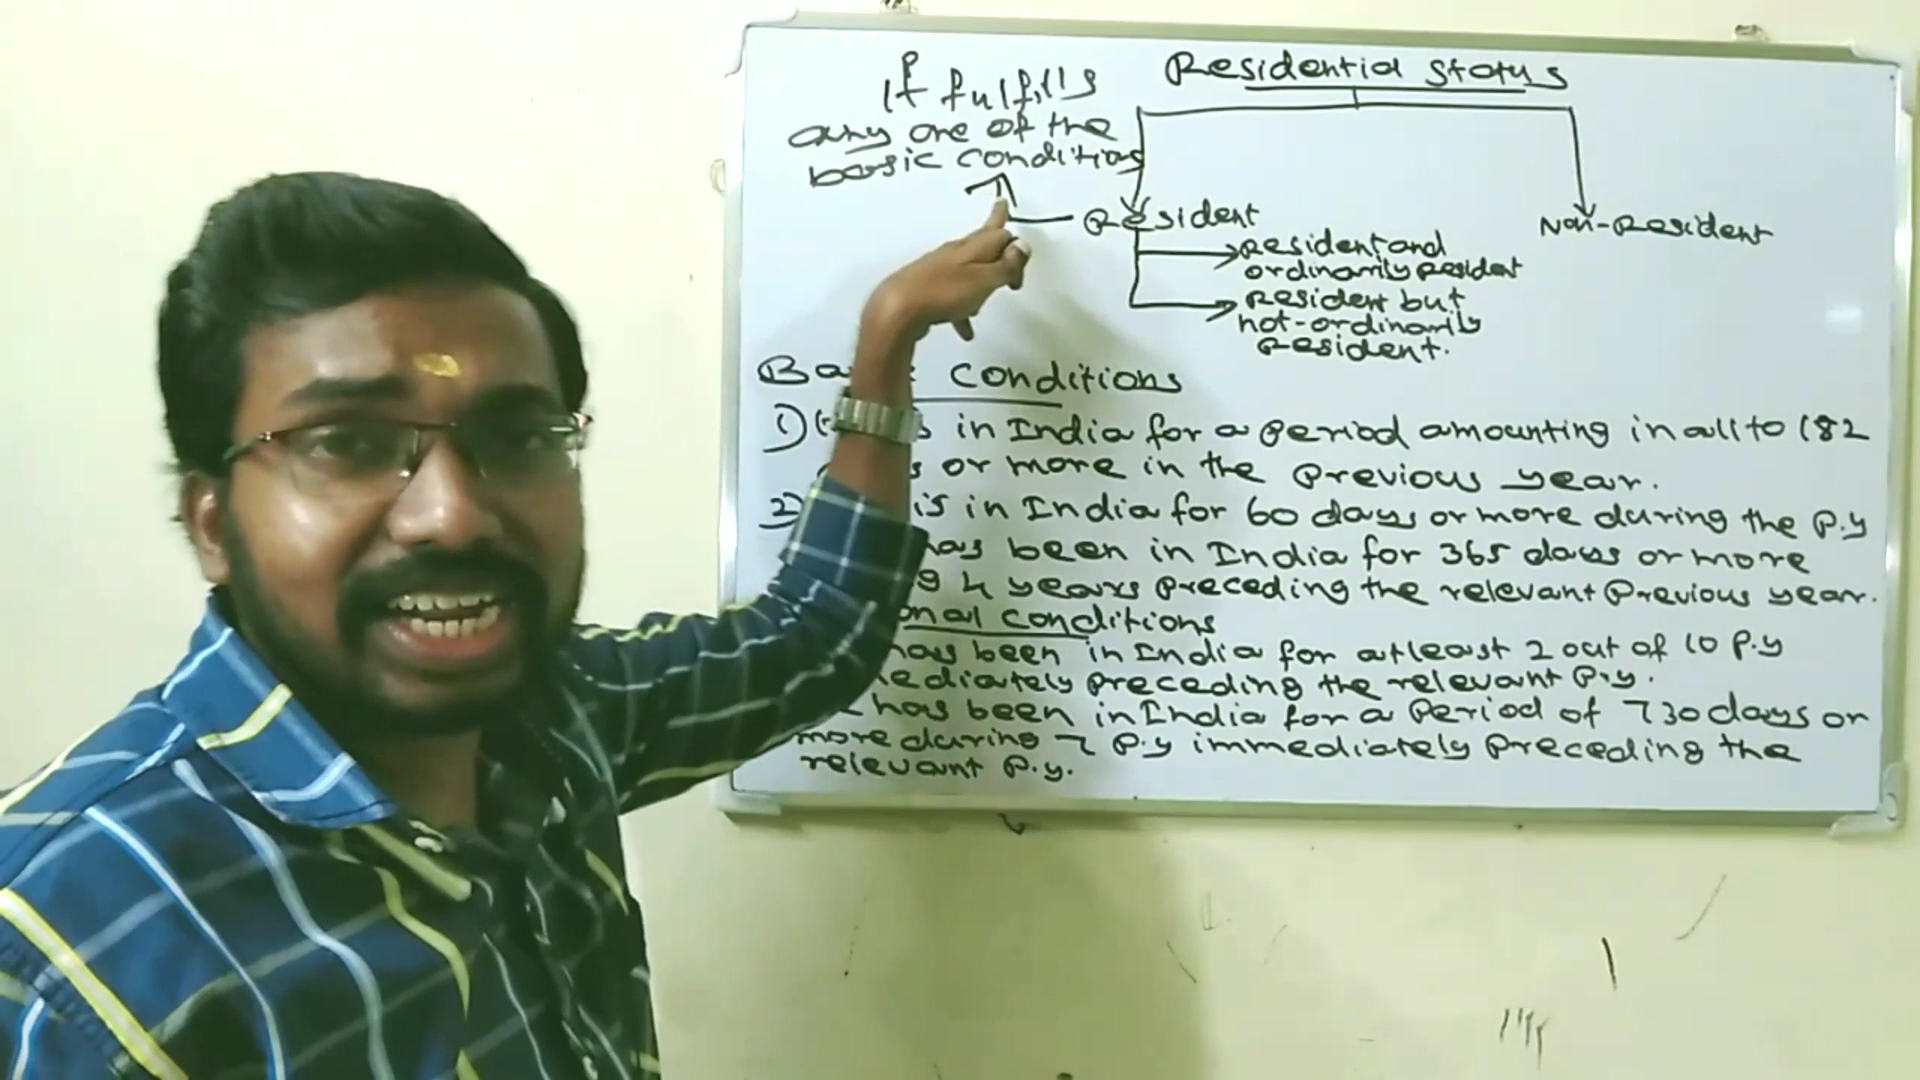 Residential Status
If fulfills
any one of the
basic conditions
Resident
Non-Resident
Resident and
ordinarily Resident
Resident but
not-ordinarily
Resident.
Conditions
1) in India for a Period amounting in all to 182
or more in the Previous year.
2) is in India for 60 days or more during the P.y
has been in India for 365 days or more
4 years Preceding the relevant Previous year.
conditions
has been in India for atleast 2 out of 10 P.y
Preceding the relevant P.y.
has been in India for a Period of 730 days or
more during 7 P.y immediately Preceding the
relevant P.y.